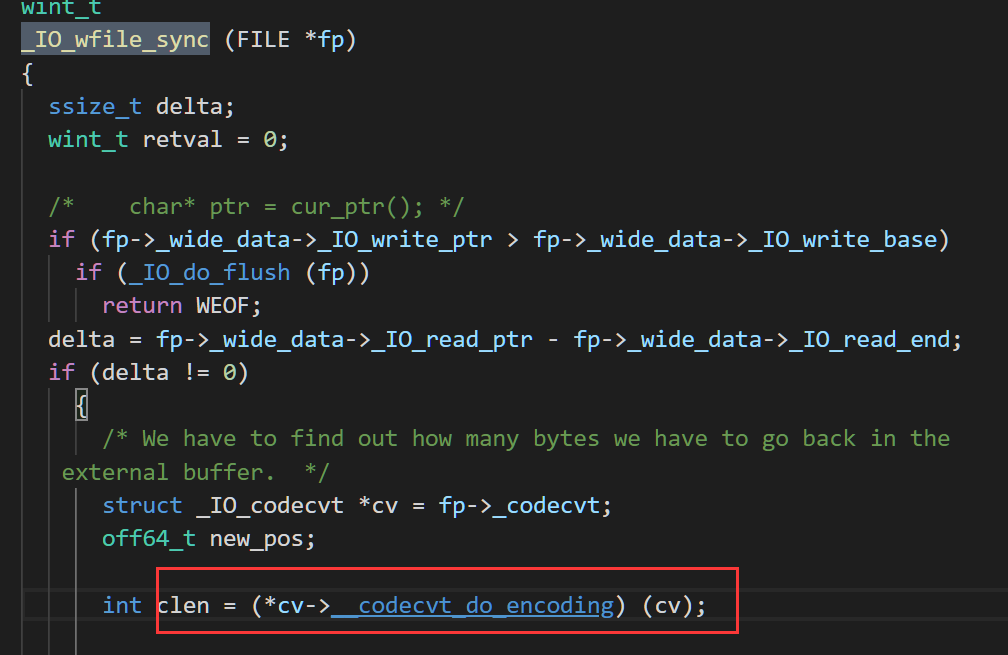 wint_t
_IO_wfile_sync (FILE *fp)
{
ssize_t delta;
wint_t retval = 0;
/*    char* ptr = cur_ptr(); */
if (fp->_wide_data->_IO_write_ptr > fp->_wide_data->_IO_write_base)
if (_IO_do_flush (fp))
return WEOF;
delta = fp->_wide_data->_IO_read_ptr - fp->_wide_data->_IO_read_end;
if (delta != 0)
{
/* We have to find out how many bytes we have to go back in the
external buffer.  */
struct _IO_codecvt *cv = fp->_codecvt;
off64_t new_pos;
int clen = (*cv->__codecvt_do_encoding) (cv);